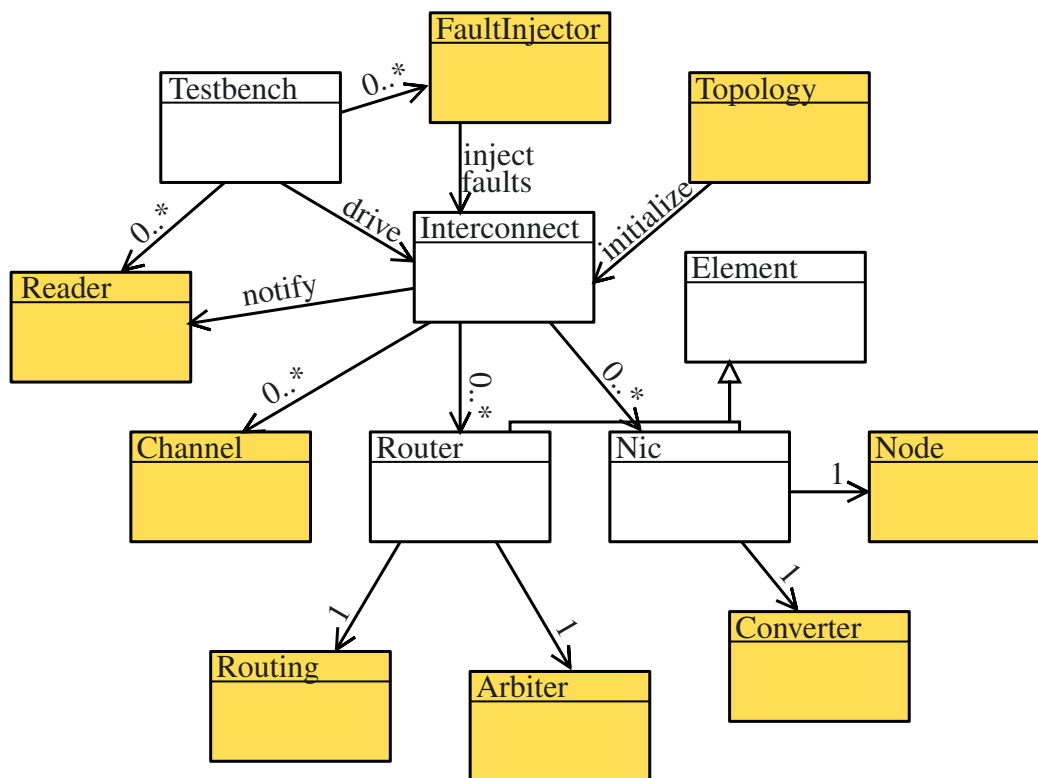 FaultInjector
Testbench
0..*
Topology
inject
faults
0..*
drive
Interconnect
initialize
Element
Reader
notify
0..*
0..*
0..*
Channel
Router
Nic
Node
1
1
1
1
Converter
Routing
Arbiter